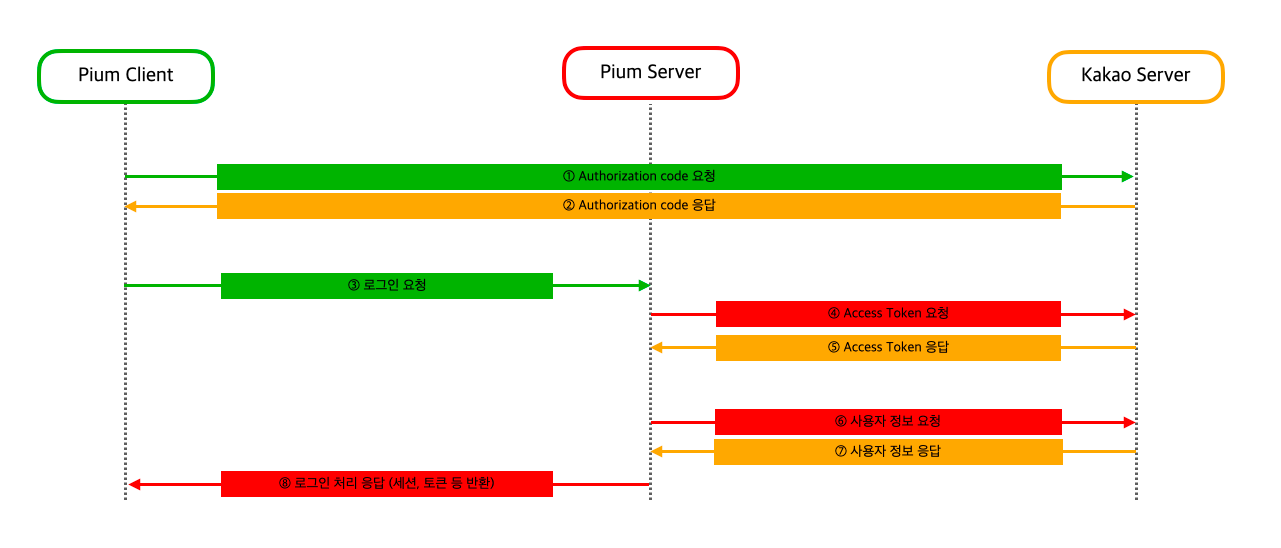 Pium Client
Pium Server
Kakao Server
① Authorization code 요청
② Authorization code 응답
③ 로그인 요청
④ Access Token 요청
⑤ Access Token 응답
⑥ 사용자 정보 요청
⑦ 사용자 정보 응답
⑧ 로그인 처리 응답 (세션, 토큰 등 반환)